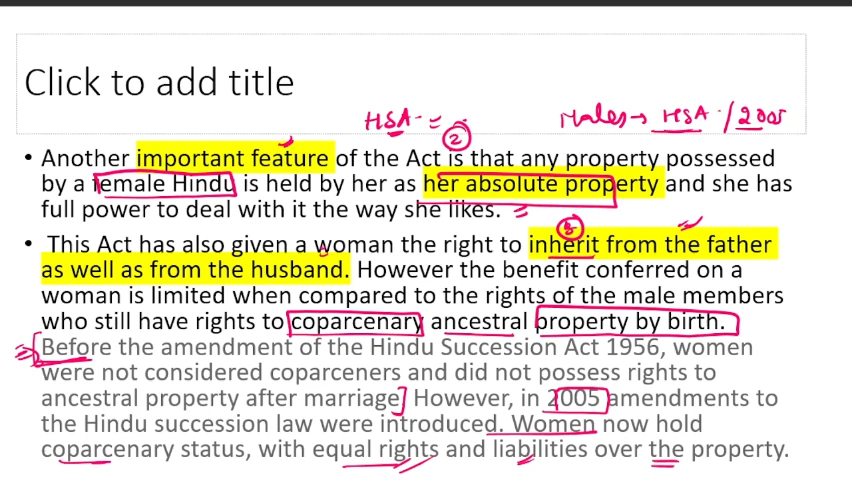 Click to add title
HSA = ②
Males → HSA / 2005
• Another important feature of the Act is that any property possessed
by a female Hindu is held by her as her absolute property and she has
full power to deal with it the way she likes.
③
• This Act has also given a woman the right to inherit from the father
as well as from the husband. However the benefit conferred on a
woman is limited when compared to the rights of the male members
who still have rights to coparcenary ancestral property by birth.
Before the amendment of the Hindu Succession Act 1956, women
were not considered coparceners and did not possess rights to
ancestral property after marriage. However, in 2005 amendments to
the Hindu succession law were introduced. Women now hold
coparcenary status, with equal rights and liabilities over the property.